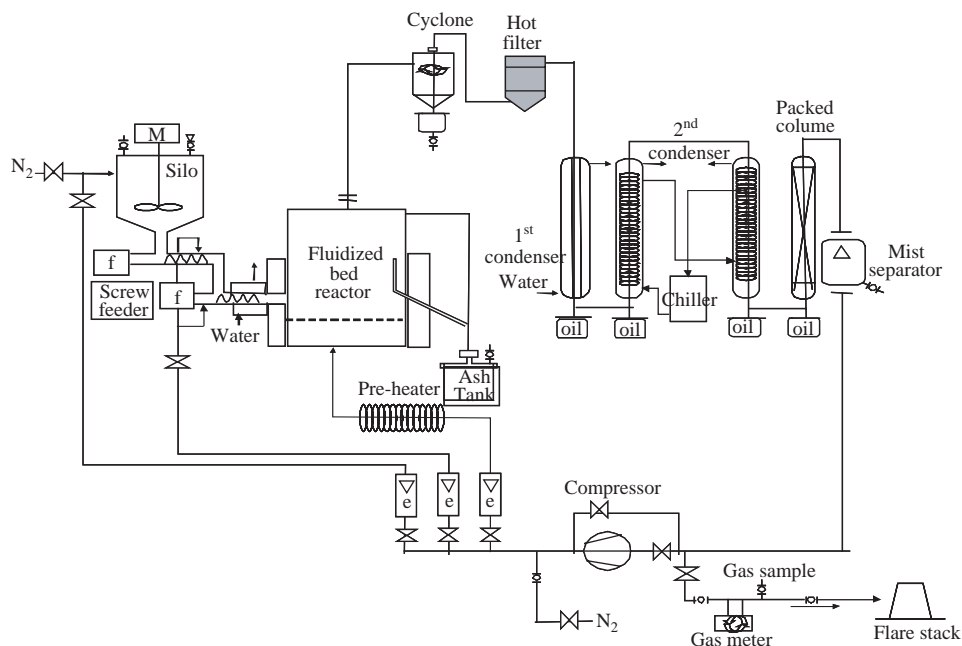 Cyclone
Hot
filter
Packed
colume
2nd
condenser
M
N2
Silo
1st
condenser
Water
Fluidized
bed
reactor
f
Mist
separator
Screw
feeder
f
Chiller
Water
oil
oil
oil
oil
Ash
Tank
Pre-heater
e
e
e
Compressor
Gas sample
N2
Gas meter
Flare stack